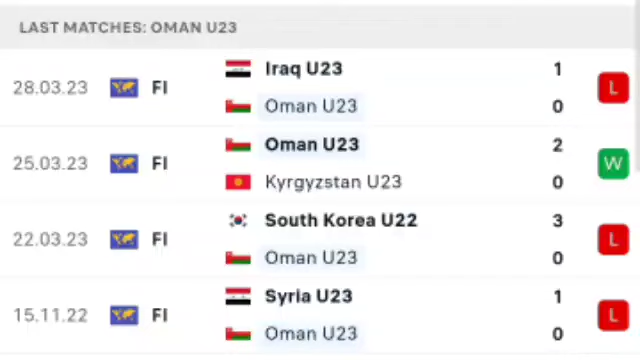 LAST MATCHES: OMAN U23
28.03.23 FI Iraq U23 1 L
Oman U23 0
25.03.23 FI Oman U23 2 W
Kyrgyzstan U23 0
22.03.23 FI South Korea U22 3 L
Oman U23 0
15.11.22 FI Syria U23 1 L
Oman U23 0